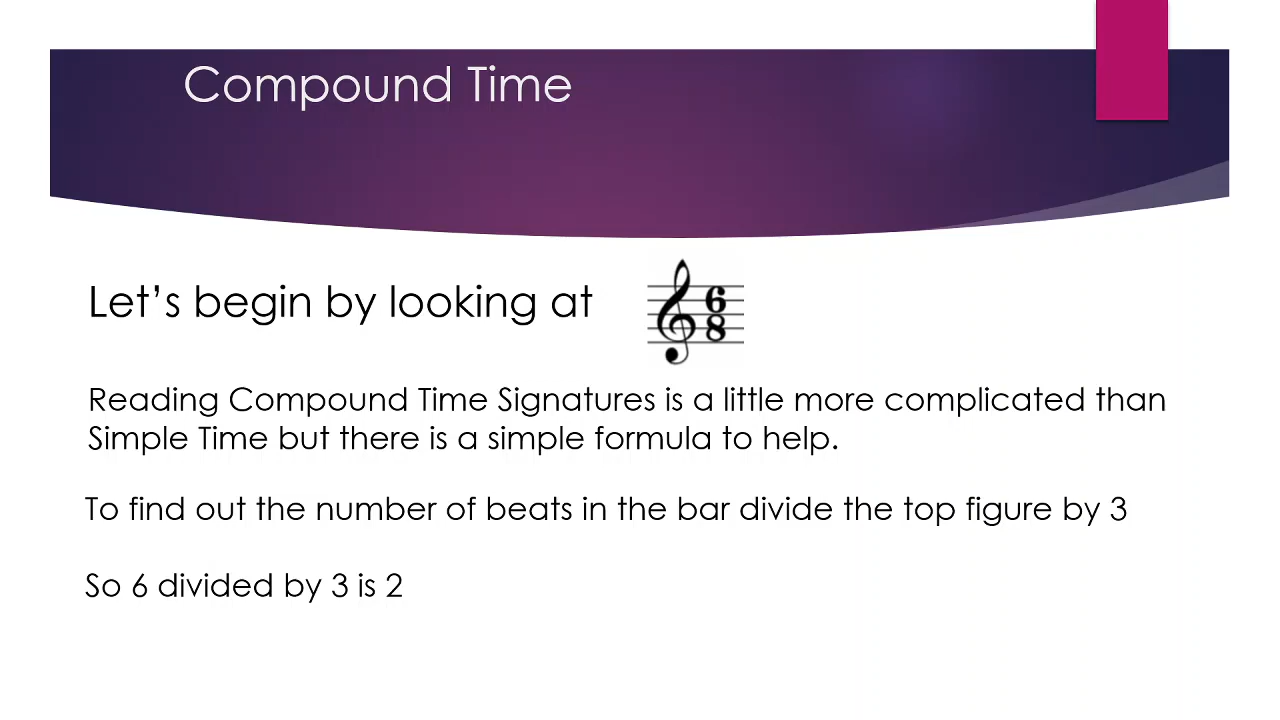 Compound Time
Let's begin by looking at
6
8
Reading Compound Time Signatures is a little more complicated than
Simple Time but there is a simple formula to help.
To find out the number of beats in the bar divide the top figure by 3
So 6 divided by 3 is 2